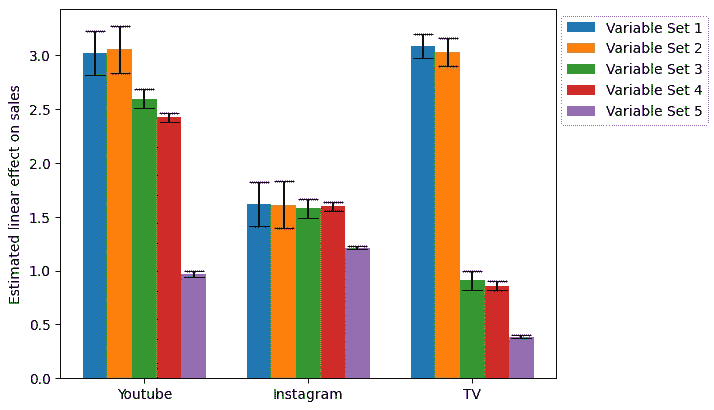 Estimated linear effect on sales
3.0
2.5
2.0
1.5
1.0
0.5
0.0
Youtube
Instagram
TV
Variable Set 1
Variable Set 2
Variable Set 3
Variable Set 4
Variable Set 5